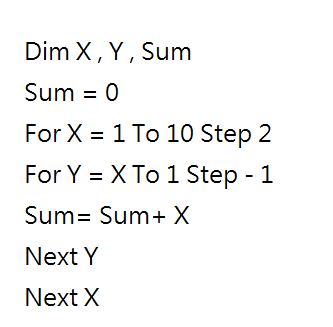 Dim X , Y , Sum
Sum = 0
For X = 1 To 10 Step 2
For Y = X To 1 Step - 1
Sum= Sum+ X
Next Y
Next X